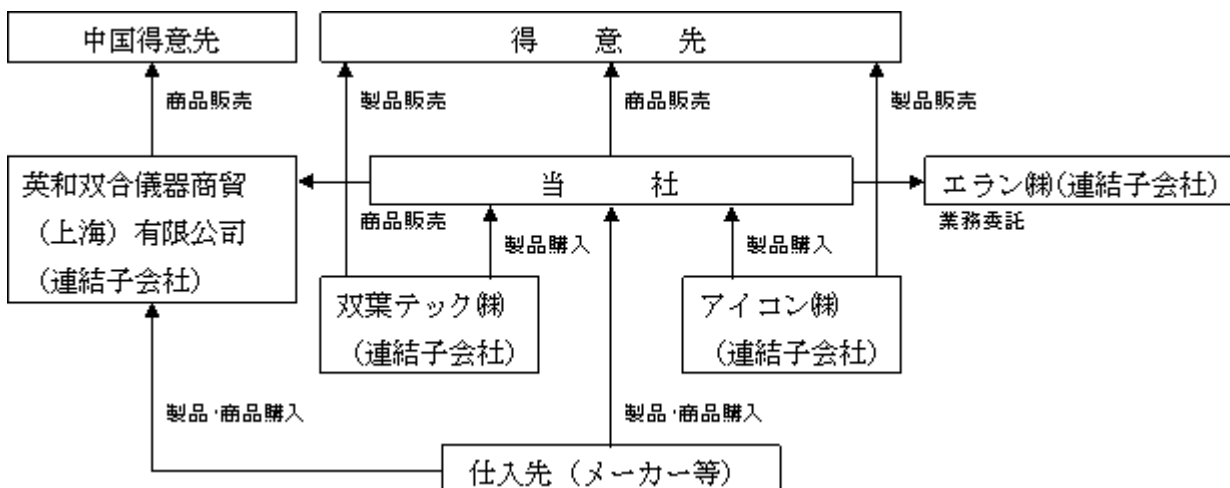 中国得意先
得意先
商品販売
製品販売
商品販売
製品販売
英和双合儀器商貿
（上海）有限公司
（連結子会社）
当社
エラン㈱（連結子会社）
商品販売
業務委託
製品購入
製品購入
双葉テック㈱
（連結子会社）
アイコン㈱
（連結子会社）
製品・商品購入
製品・商品購入
仕入先（メーカー等）